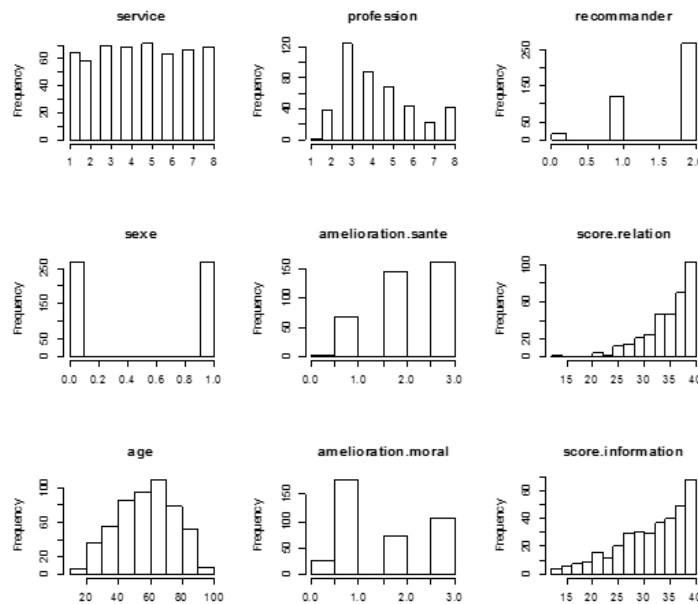 service
Frequency
0 20 40 60
1 2 3 4 5 6 7 8
profession
Frequency
0 40 80 120
1 2 3 4 5 6 7 8
recommander
Frequency
0 50 150 250
0.0 0.5 1.0 1.5 2.0
sexe
Frequency
0 50 150 250
0.0 0.2 0.4 0.6 0.8 1.0
amelioration.sante
Frequency
0 50 100 150
0.0 1.0 2.0 3.0
score.relation
Frequency
0 20 60 100
15 20 25 30 35 40
age
Frequency
0 20 60 100
20 40 60 80 100
amelioration.moral
Frequency
0 50 100 150
0.0 1.0 2.0 3.0
score.information
Frequency
0 20 40 60
15 20 25 30 35 40